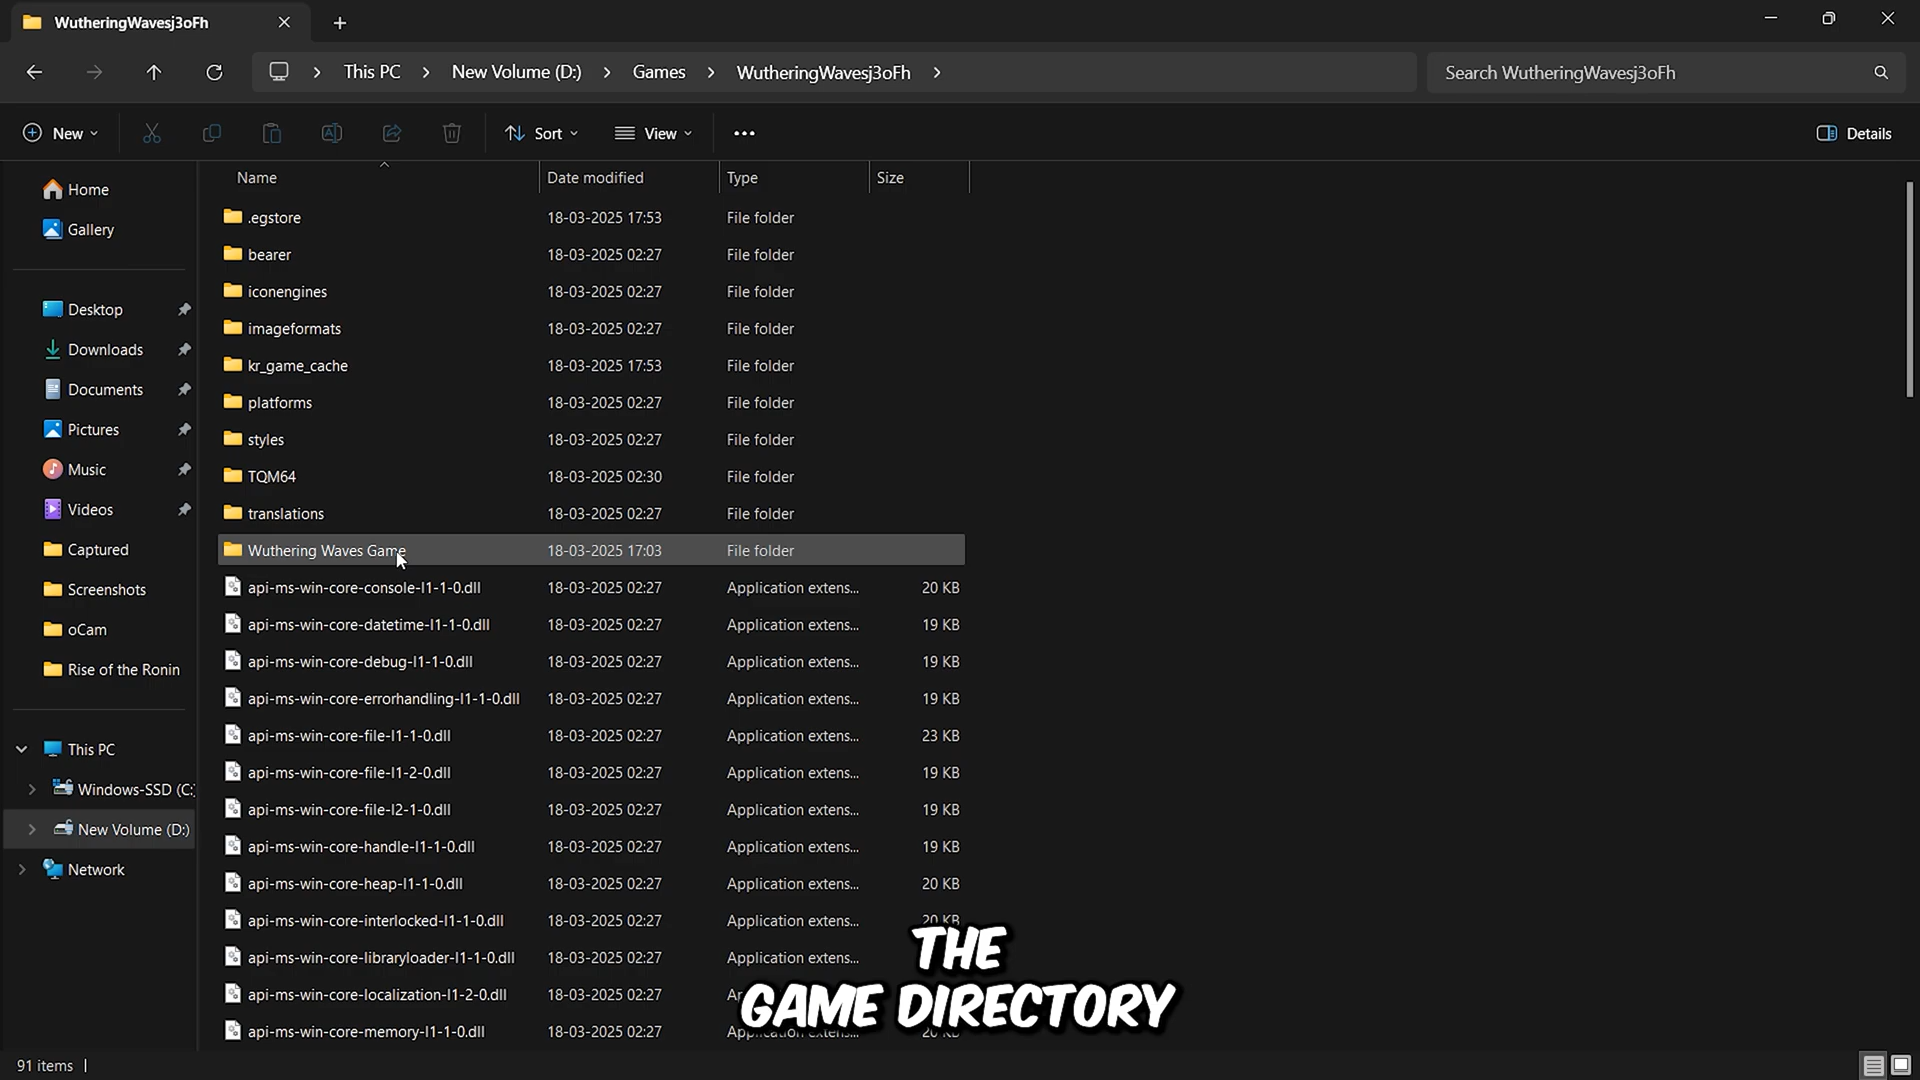 WutheringWavesj3oFh
This PC New Volume (D:) Games WutheringWavesj3oFh
Search WutheringWavesj3oFh
New Sort View Details
Name Date modified Type Size
Home
Gallery
Desktop
Downloads
Documents
Pictures
Music
Videos
Captured
Screenshots
oCam
Rise of the Ronin
This PC
Windows-SSD (C:)
New Volume (D:)
Network
.egstore 18-03-2025 17:53 File folder
bearer 18-03-2025 02:27 File folder
iconengines 18-03-2025 02:27 File folder
imageformats 18-03-2025 02:27 File folder
kr_game_cache 18-03-2025 17:53 File folder
platforms 18-03-2025 02:27 File folder
styles 18-03-2025 02:27 File folder
TQM64 18-03-2025 02:30 File folder
translations 18-03-2025 02:27 File folder
Wuthering Waves Game 18-03-2025 17:03 File folder
api-ms-win-core-console-l1-1-0.dll 18-03-2025 02:27 Application extens... 20 KB
api-ms-win-core-datetime-l1-1-0.dll 18-03-2025 02:27 Application extens... 19 KB
api-ms-win-core-debug-l1-1-0.dll 18-03-2025 02:27 Application extens... 19 KB
api-ms-win-core-errorhandling-l1-1-0.dll 18-03-2025 02:27 Application extens... 19 KB
api-ms-win-core-file-l1-1-0.dll 18-03-2025 02:27 Application extens... 23 KB
api-ms-win-core-file-l1-2-0.dll 18-03-2025 02:27 Application extens... 19 KB
api-ms-win-core-file-l2-1-0.dll 18-03-2025 02:27 Application extens... 19 KB
api-ms-win-core-handle-l1-1-0.dll 18-03-2025 02:27 Application extens... 19 KB
api-ms-win-core-heap-l1-1-0.dll 18-03-2025 02:27 Application extens... 20 KB
api-ms-win-core-interlocked-l1-1-0.dll 18-03-2025 02:27 Application extens... 20 KB
api-ms-win-core-libraryloader-l1-1-0.dll 18-03-2025 02:27 Application extens...
api-ms-win-core-localization-l1-2-0.dll 18-03-2025 02:27
api-ms-win-core-memory-l1-1-0.dll 18-03-2025 02:27
THE
GAME DIRECTORY
91 items